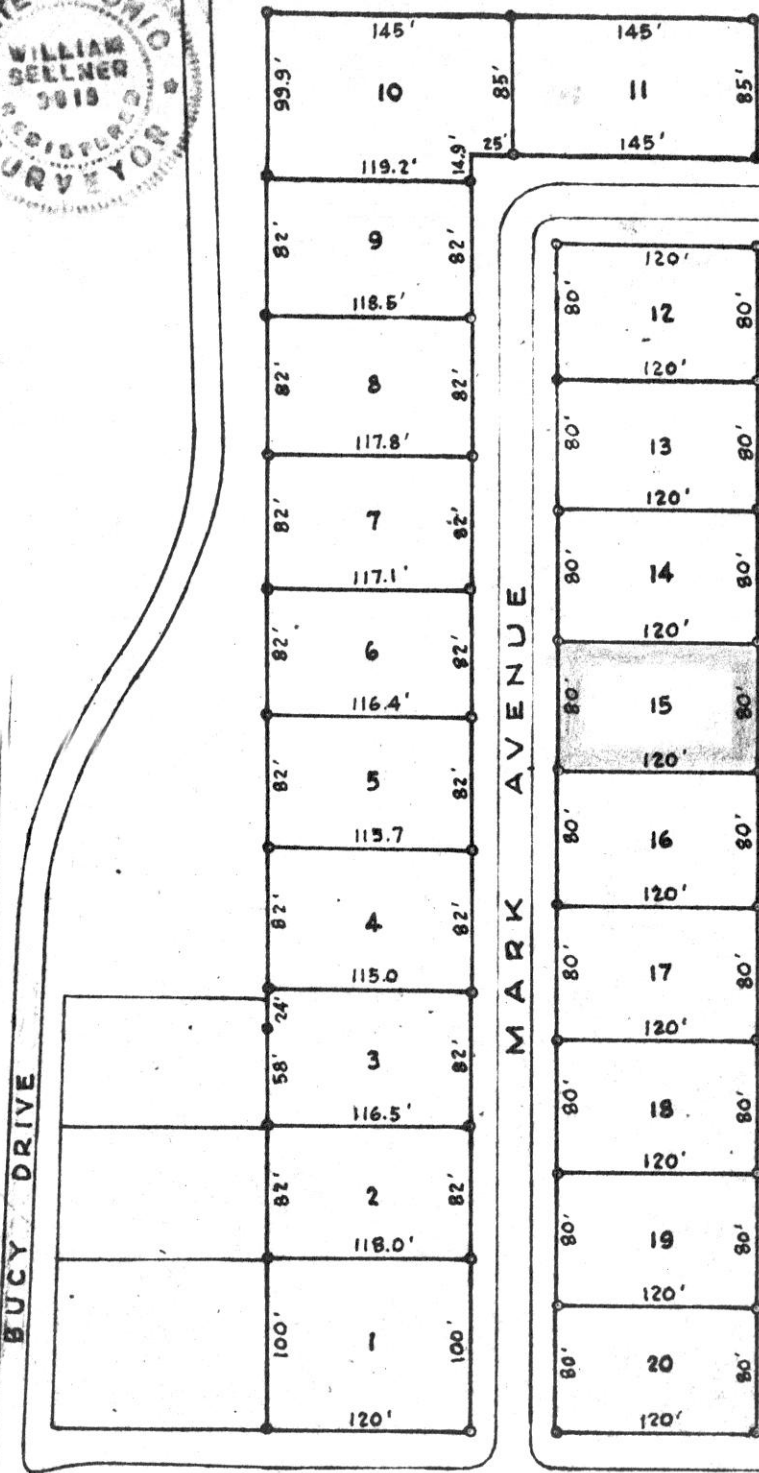 OHIO
WILLIAM
SELLNER
REGISTERED
SURVEYOR
145' 145'
99.9' 10 85' 11 85'
119.2' 14.9' 25' 145'
82' 9 82'
118.5'
82' 8 82'
117.8'
82' 7 82'
117.1'
82' 6 82'
116.4'
82' 5 82'
115.7
82' 4 82'
115.0
24'
58' 3 82'
116.5'
82' 2 82'
118.0'
100' 1 100'
120'
BUCY DRIVE
MARK AVENUE
120'
80' 12 80'
120'
80' 13 80'
120'
80' 14 80'
120'
80' 15 80'
120'
80' 16 80'
120'
80' 17 80'
120'
80' 18 80'
120'
80' 19 80'
120'
80' 20 80'
120'